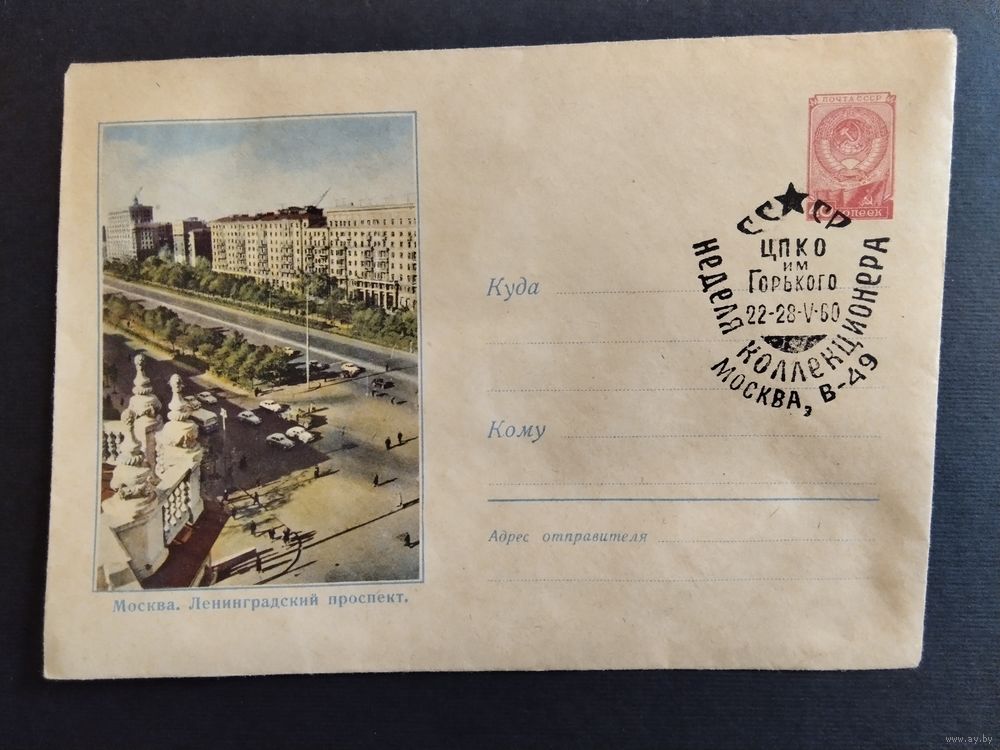 ПОЧТА СССР
КОПЕЕК
СССР
ЦПКО
ИМ
ГОРЬКОГО
22-28-V-60
НЕДЕЛЯ КОЛЛЕКЦИОНЕРА
МОСКВА, В-49
Куда
Кому
Адрес отправителя
Москва. Ленинградский проспект.
www.ay.by